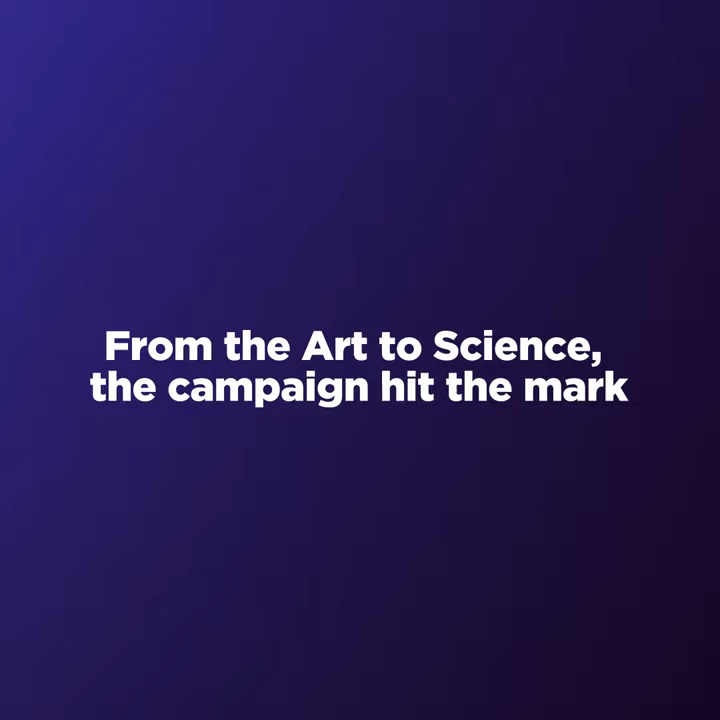 From the Art to Science,
the campaign hit the mark